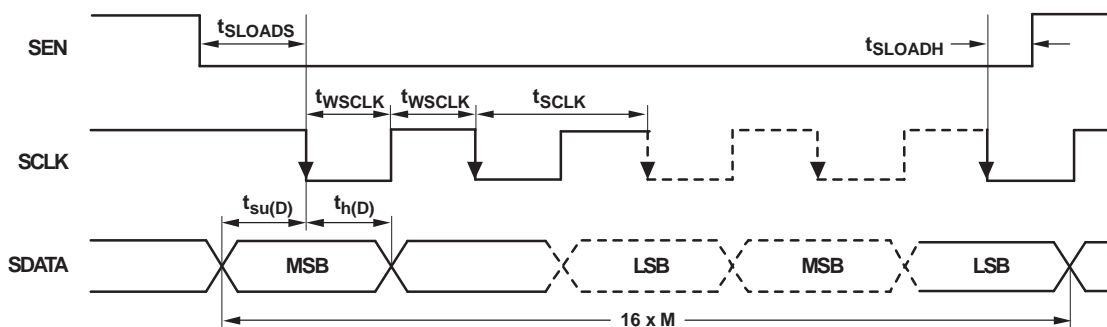 SEN
tSLOADS
tSLOADH
tWSCLK tWSCLK tSCLK
SCLK
tsu(D) th(D)
SDATA MSB LSB MSB LSB
16 x M